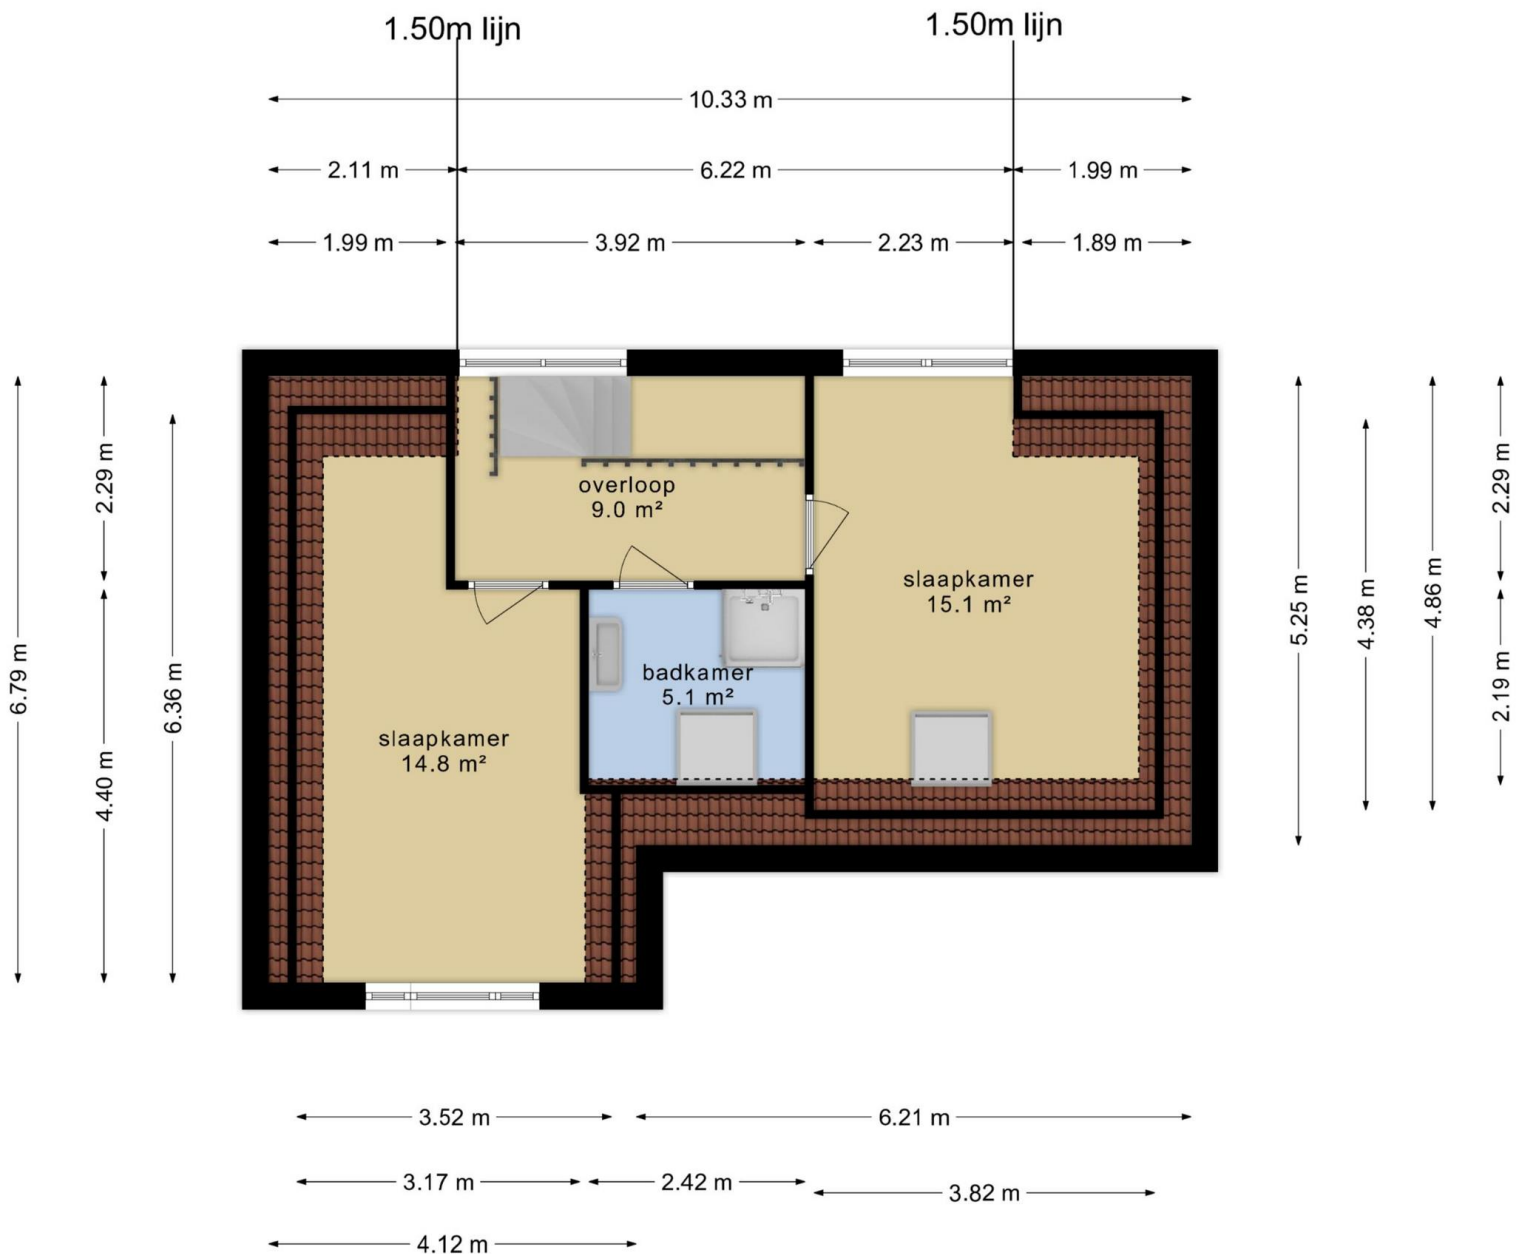 1.50m lijn
1.50m lijn
10.33 m
2.11 m
6.22 m
1.99 m
1.99 m
3.92 m
2.23 m
1.89 m
6.79 m
2.29 m
4.40 m
6.36 m
overloop
9.0 m²
slaapkamer
15.1 m²
badkamer
5.1 m²
slaapkamer
14.8 m²
5.25 m
4.38 m
4.86 m
2.29 m
2.19 m
3.52 m
6.21 m
3.17 m
2.42 m
3.82 m
4.12 m